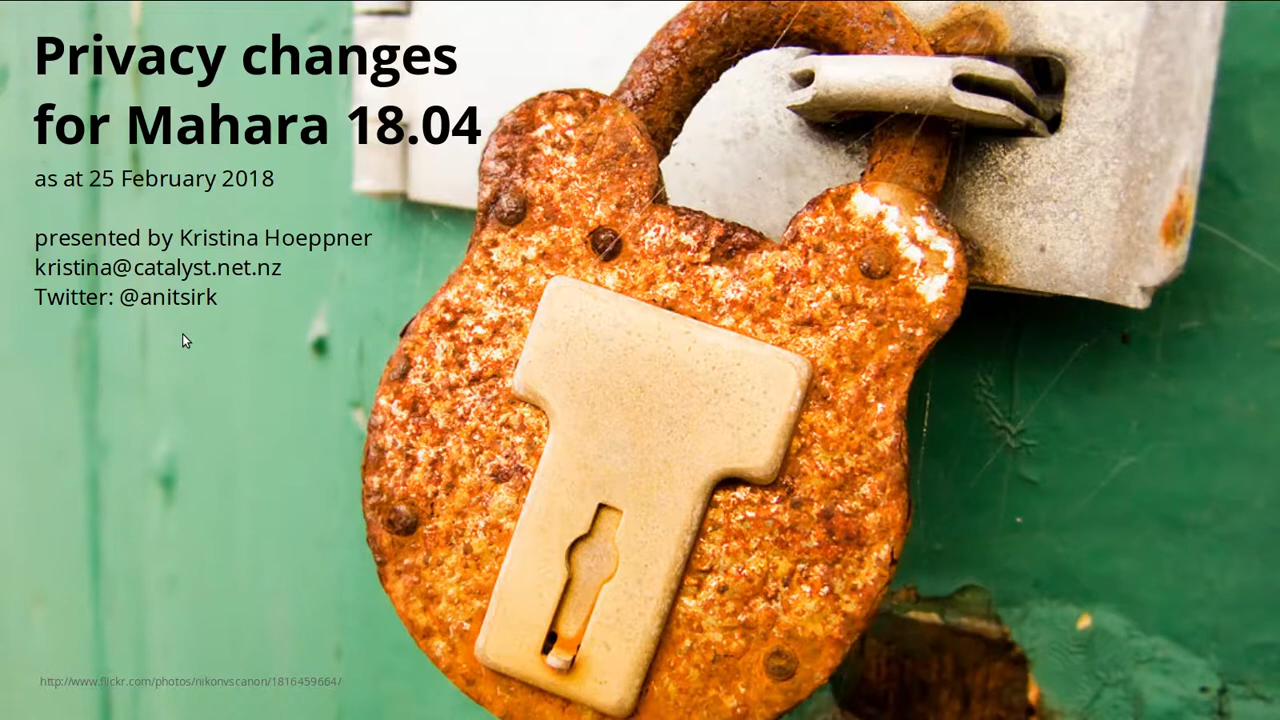 Privacy changes
for Mahara 18.04
as at 25 February 2018
presented by Kristina Hoeppner
kristina@catalyst.net.nz
Twitter: @anitsirk
http://www.flickr.com/photos/nikonvscanon/1816459664/